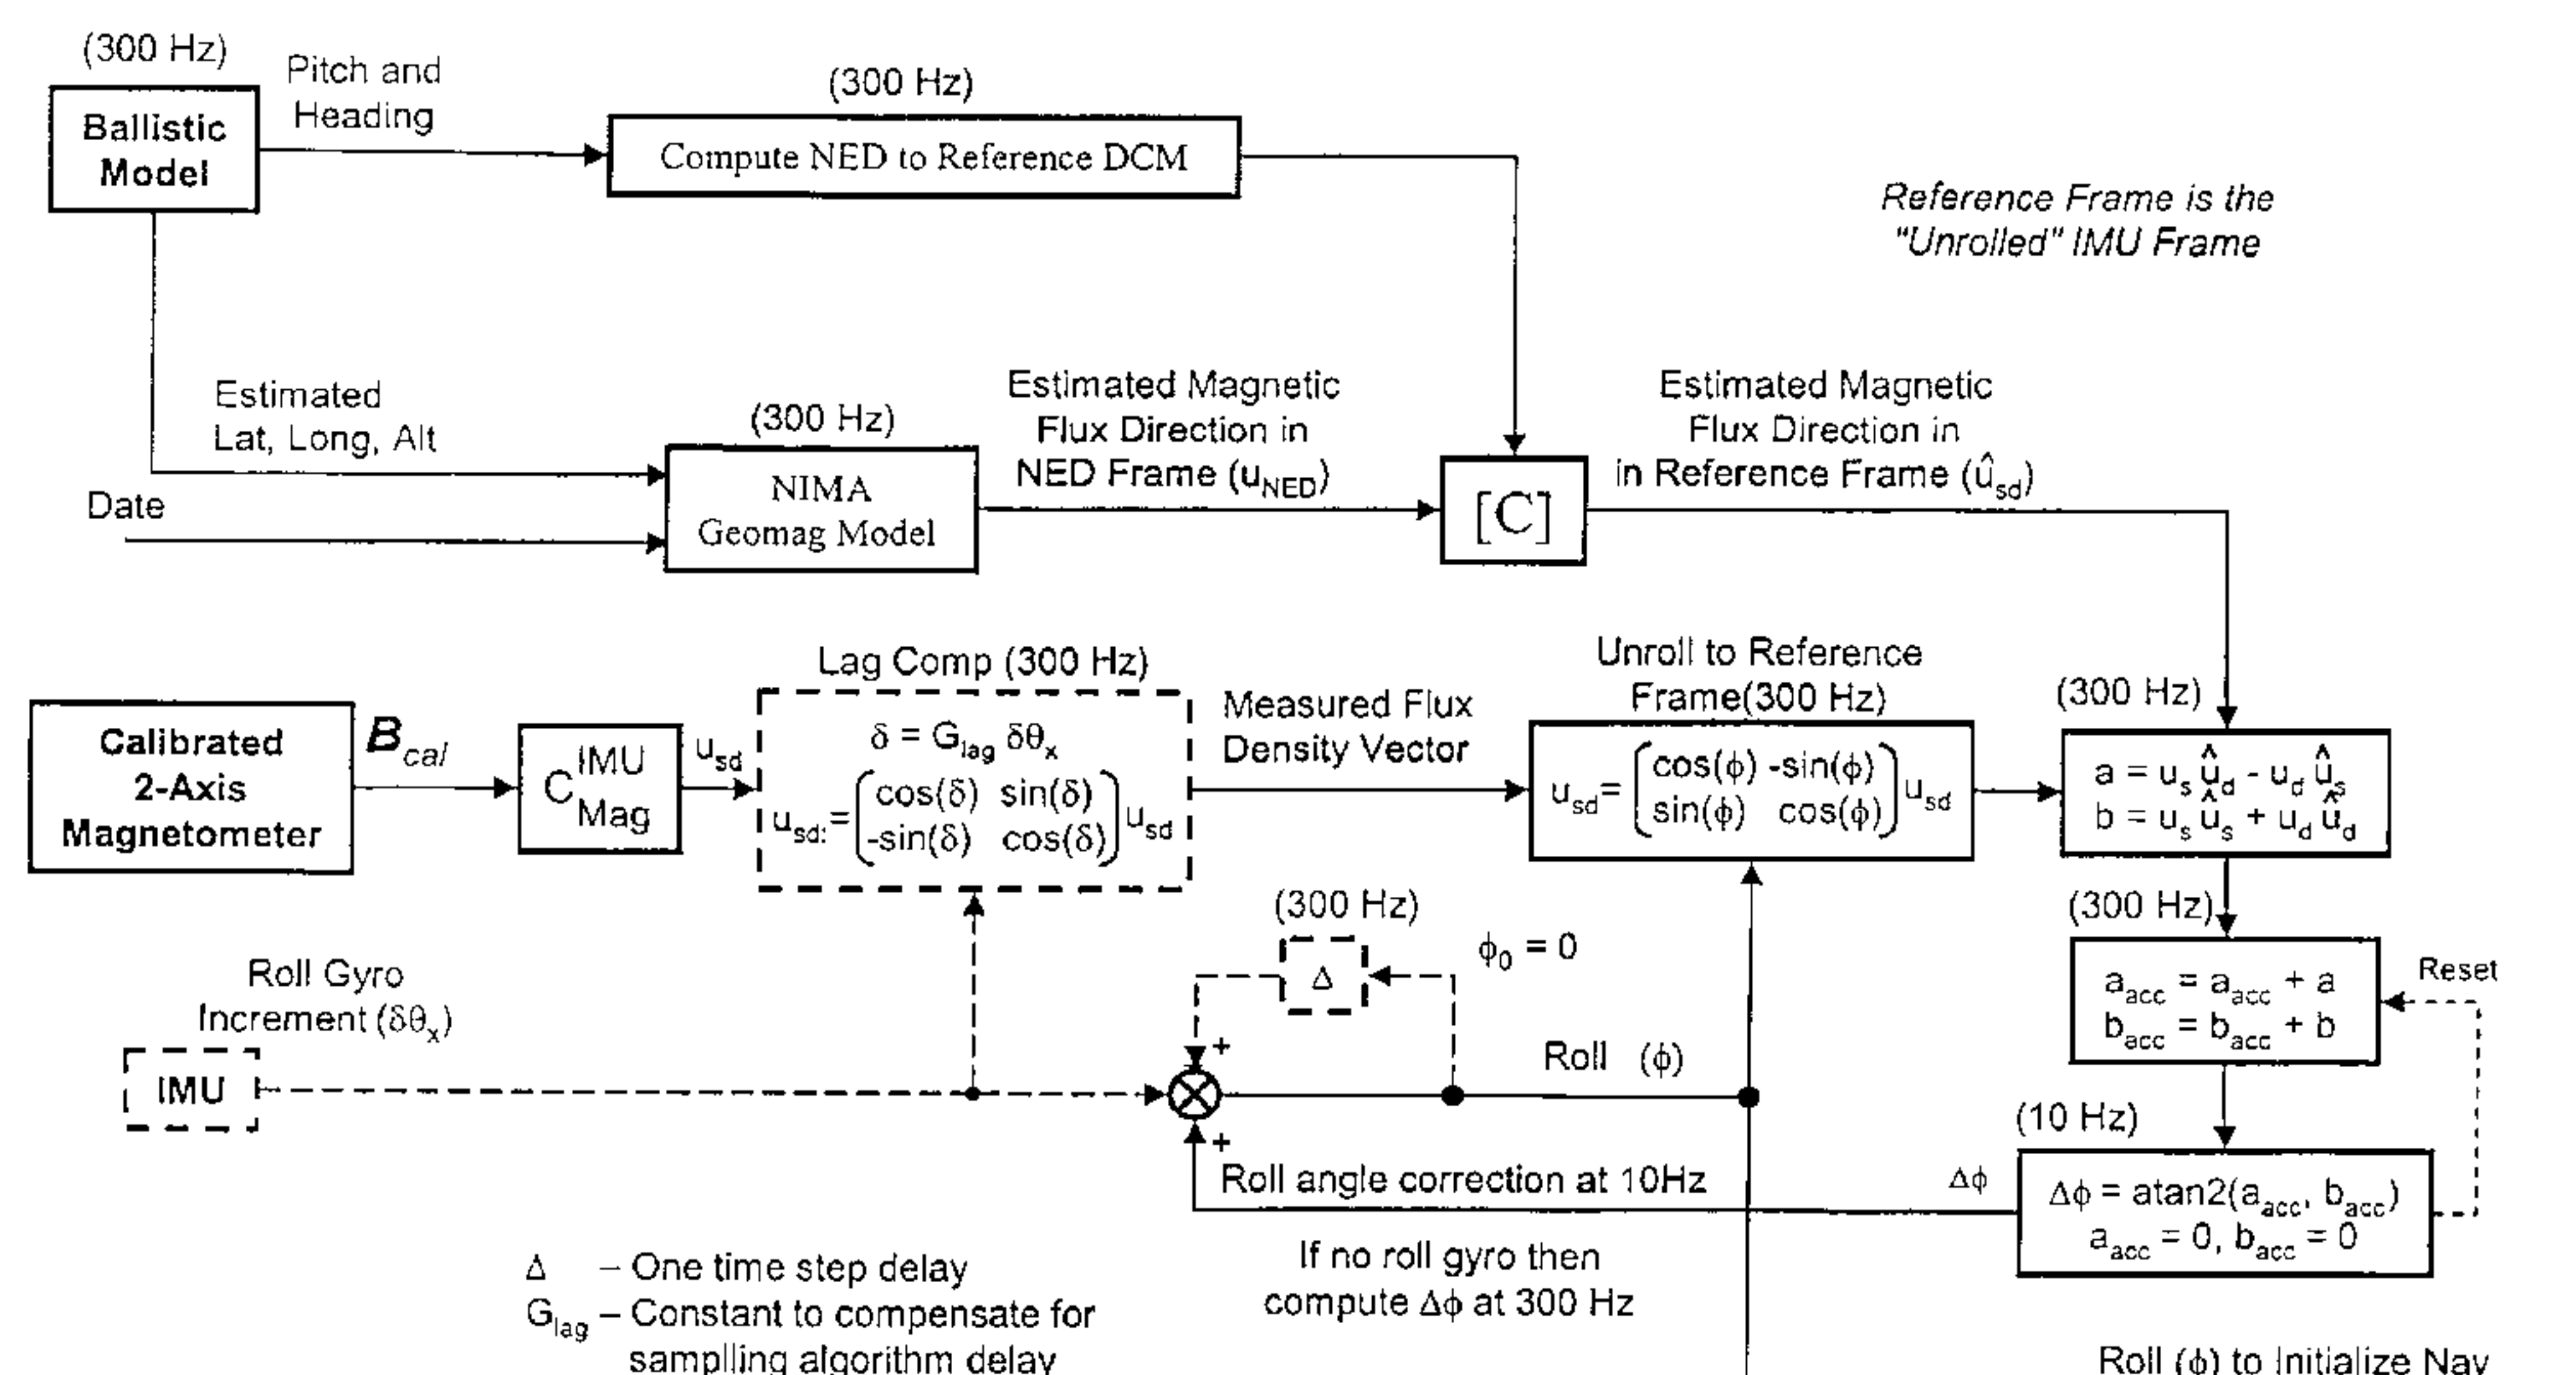 (300 Hz)
Ballistic
Model
Pitch and
Heading
(300 Hz)
Compute NED to Reference DCM
Reference Frame is the
"Unrolled" IMU Frame
Estimated
Lat, Long, Alt
Date
(300 Hz)
NIMA
Geomag Model
Estimated Magnetic
Flux Direction in
NED Frame (u_NED)
[C]
Estimated Magnetic
Flux Direction in
in Reference Frame (û_sd)
Calibrated
2-Axis
Magnetometer
B_cal
C_Mag^IMU
u_sd
Lag Comp (300 Hz)
δ = G_lag δθ_x
u_sd: = (cos(δ) sin(δ)
-sin(δ) cos(δ)) u_sd
Measured Flux
Density Vector
Unroll to Reference
Frame(300 Hz)
u_sd = (cos(ϕ) -sin(ϕ)
sin(ϕ) cos(ϕ)) u_sd
(300 Hz)
a = u_s û_d - u_d û_s
b = u_s û_s + u_d û_d
(300 Hz)
a_acc = a_acc + a
b_acc = b_acc + b
Reset
(10 Hz)
Δϕ = atan2(a_acc, b_acc)
a_acc = 0, b_acc = 0
Roll Gyro
Increment (δθ_x)
IMU
(300 Hz)
Δ
ϕ_0 = 0
+
+
Roll (ϕ)
Roll angle correction at 10Hz
Δϕ
If no roll gyro then
compute Δϕ at 300 Hz
Δ – One time step delay
G_lag – Constant to compensate for
samplling algorithm delay
Roll (ϕ) to Initialize Nav